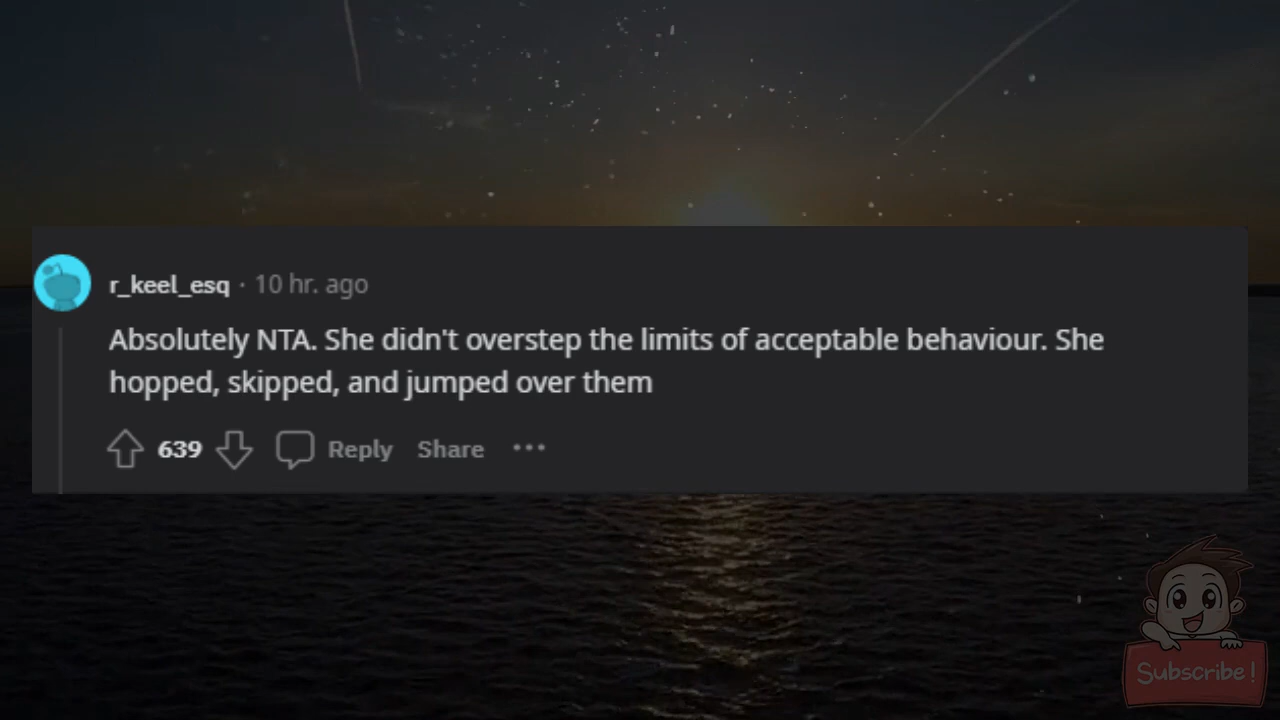 r_keel_esq · 10 hr. ago
Absolutely NTA. She didn't overstep the limits of acceptable behaviour. She
hopped, skipped, and jumped over them
639 Reply Share ···
Subscribe!